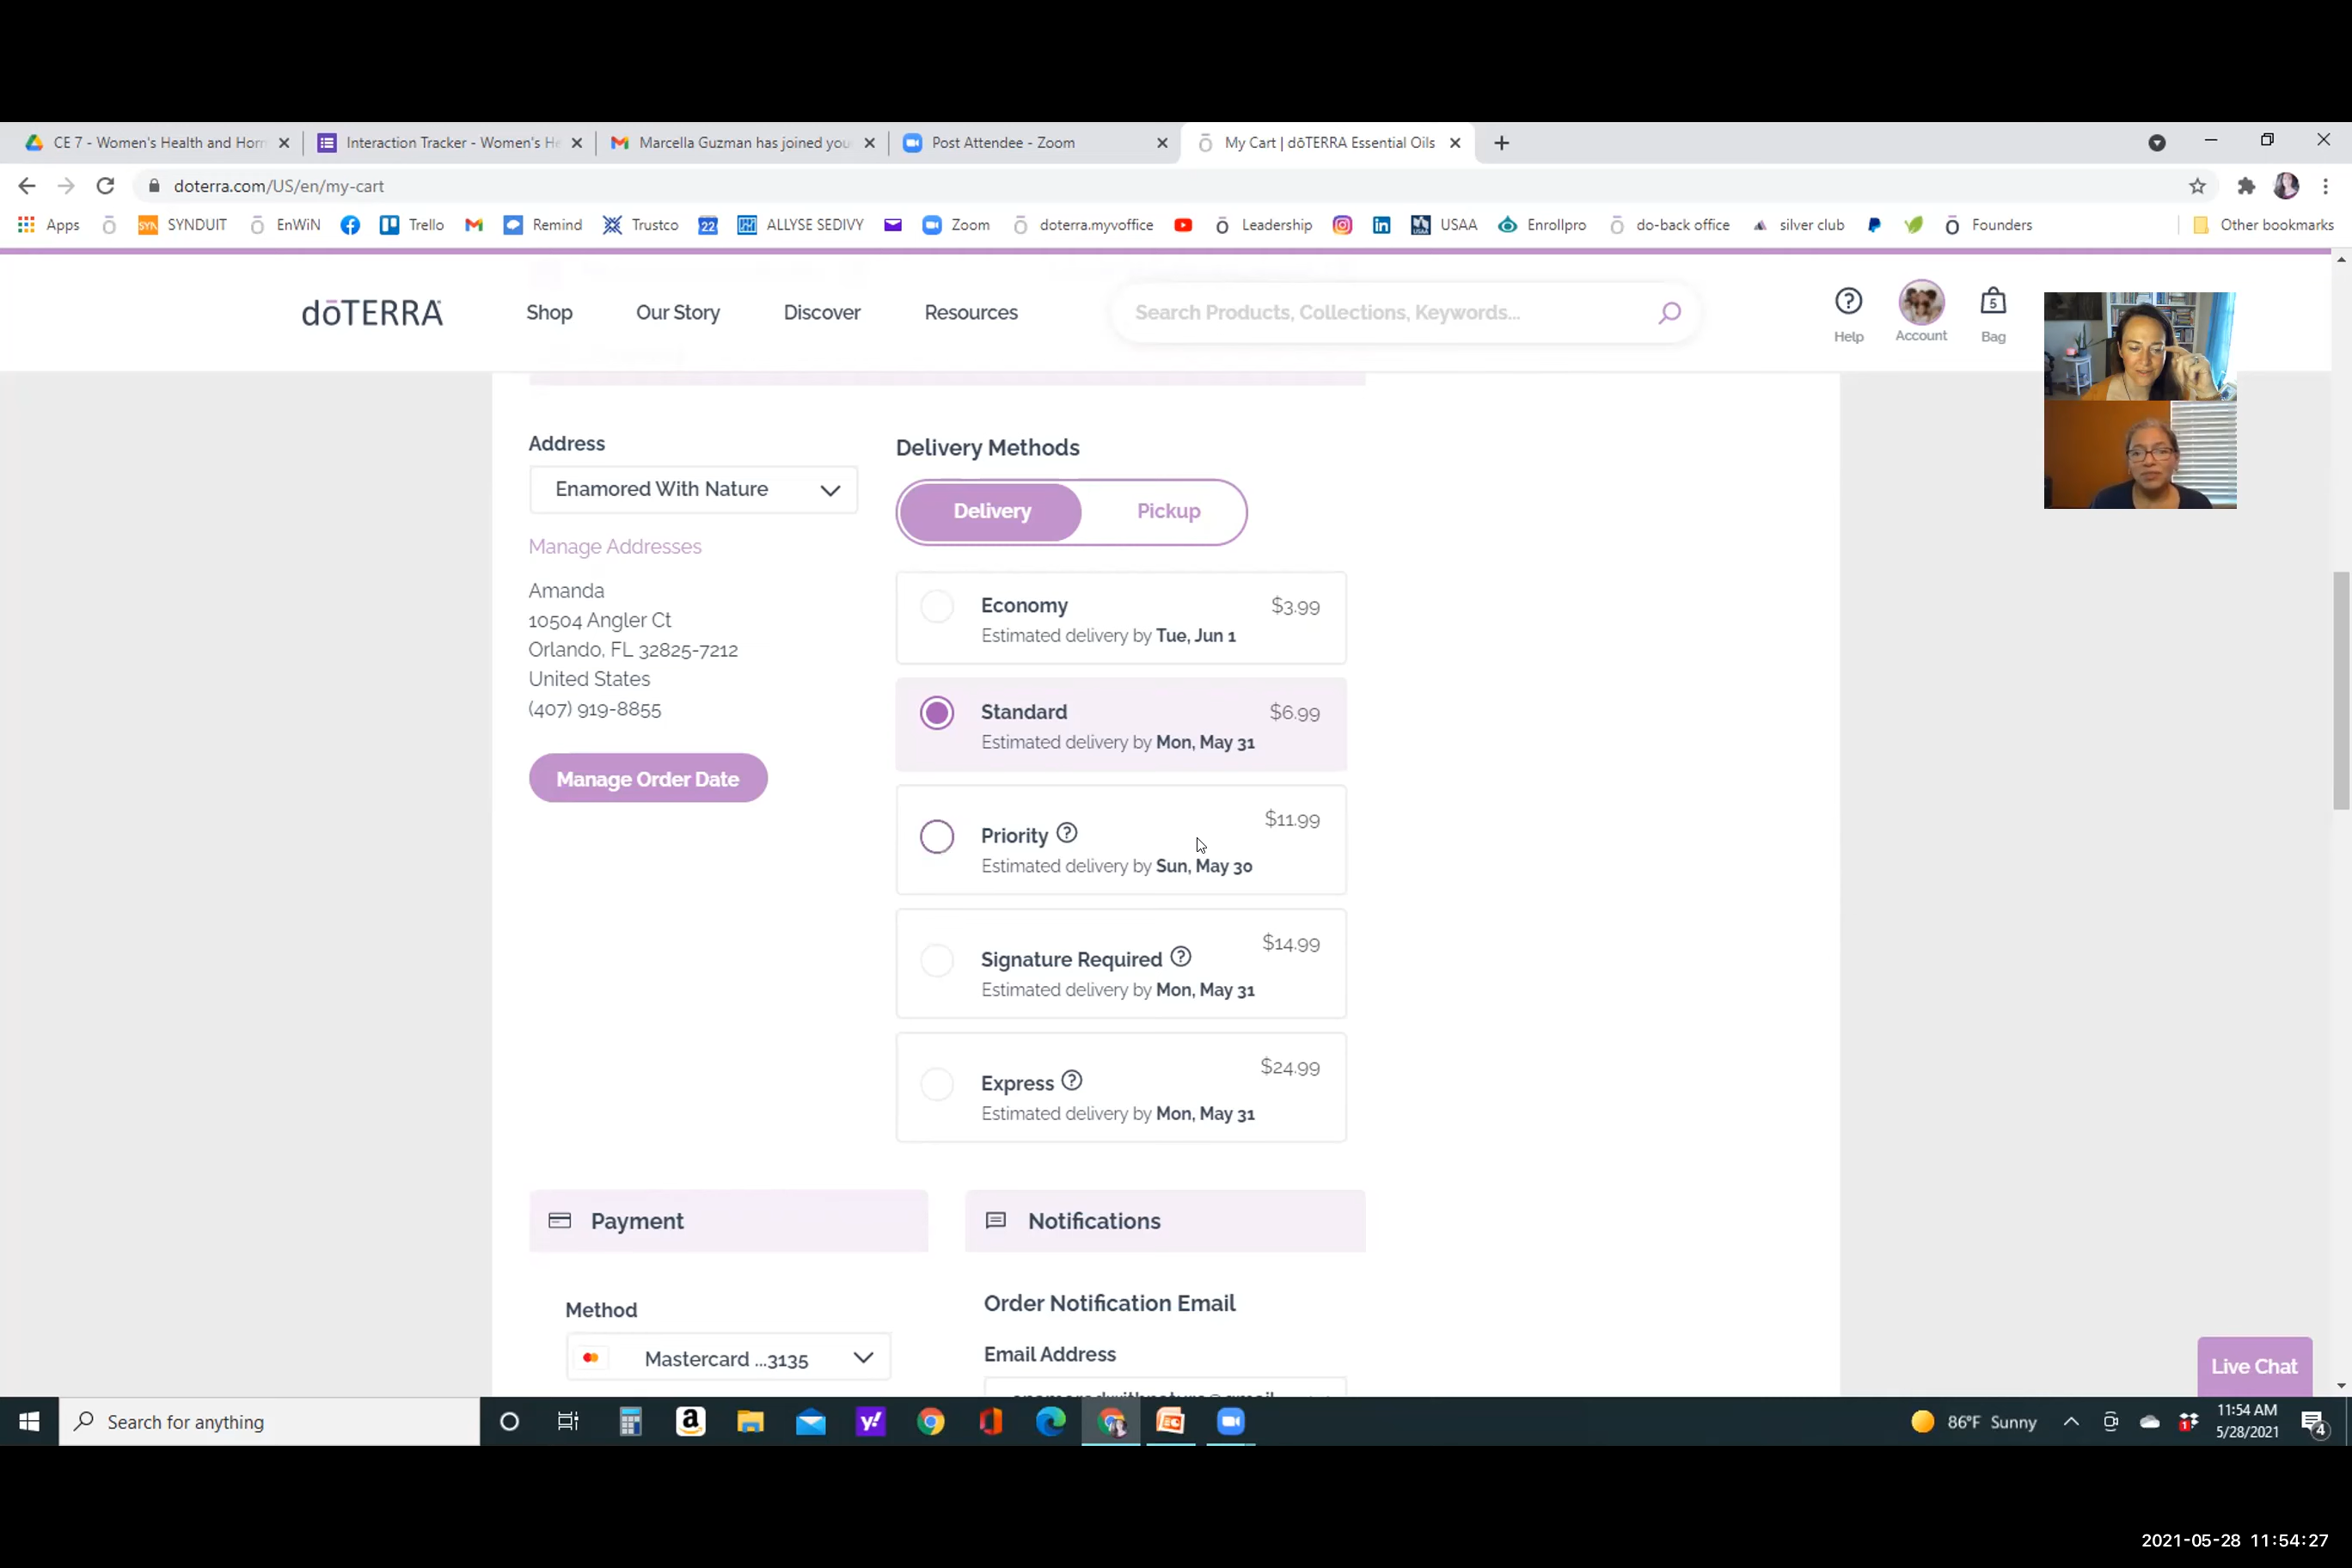 CE 7 - Women's Health and Horm
Interaction Tracker - Women's He
Marcella Guzman has joined you
Post Attendee - Zoom
My Cart | dōTERRA Essential Oils
doterra.com/US/en/my-cart
Apps SYN SYNDUIT EnWiN Trello Remind Trustco 22 ALLYSE SEDIVY Zoom doterra.myvoffice Leadership USAA Enrollpro do-back office silver club Founders Other bookmarks
dōTERRA Shop Our Story Discover Resources Search Products, Collections, Keywords... Help Account 5 Bag
Address
Enamored With Nature
Manage Addresses
Amanda
10504 Angler Ct
Orlando, FL 32825-7212
United States
(407) 919-8855
Manage Order Date
Delivery Methods
Delivery Pickup
Economy $3.99
Estimated delivery by Tue, Jun 1
Standard $6.99
Estimated delivery by Mon, May 31
Priority ? $11.99
Estimated delivery by Sun, May 30
Signature Required ? $14.99
Estimated delivery by Mon, May 31
Express ? $24.99
Estimated delivery by Mon, May 31
Payment
Method
Mastercard ...3135
Notifications
Order Notification Email
Email Address
Live Chat
Search for anything
86°F Sunny
11:54 AM
5/28/2021
4
2021-05-28 11:54:27